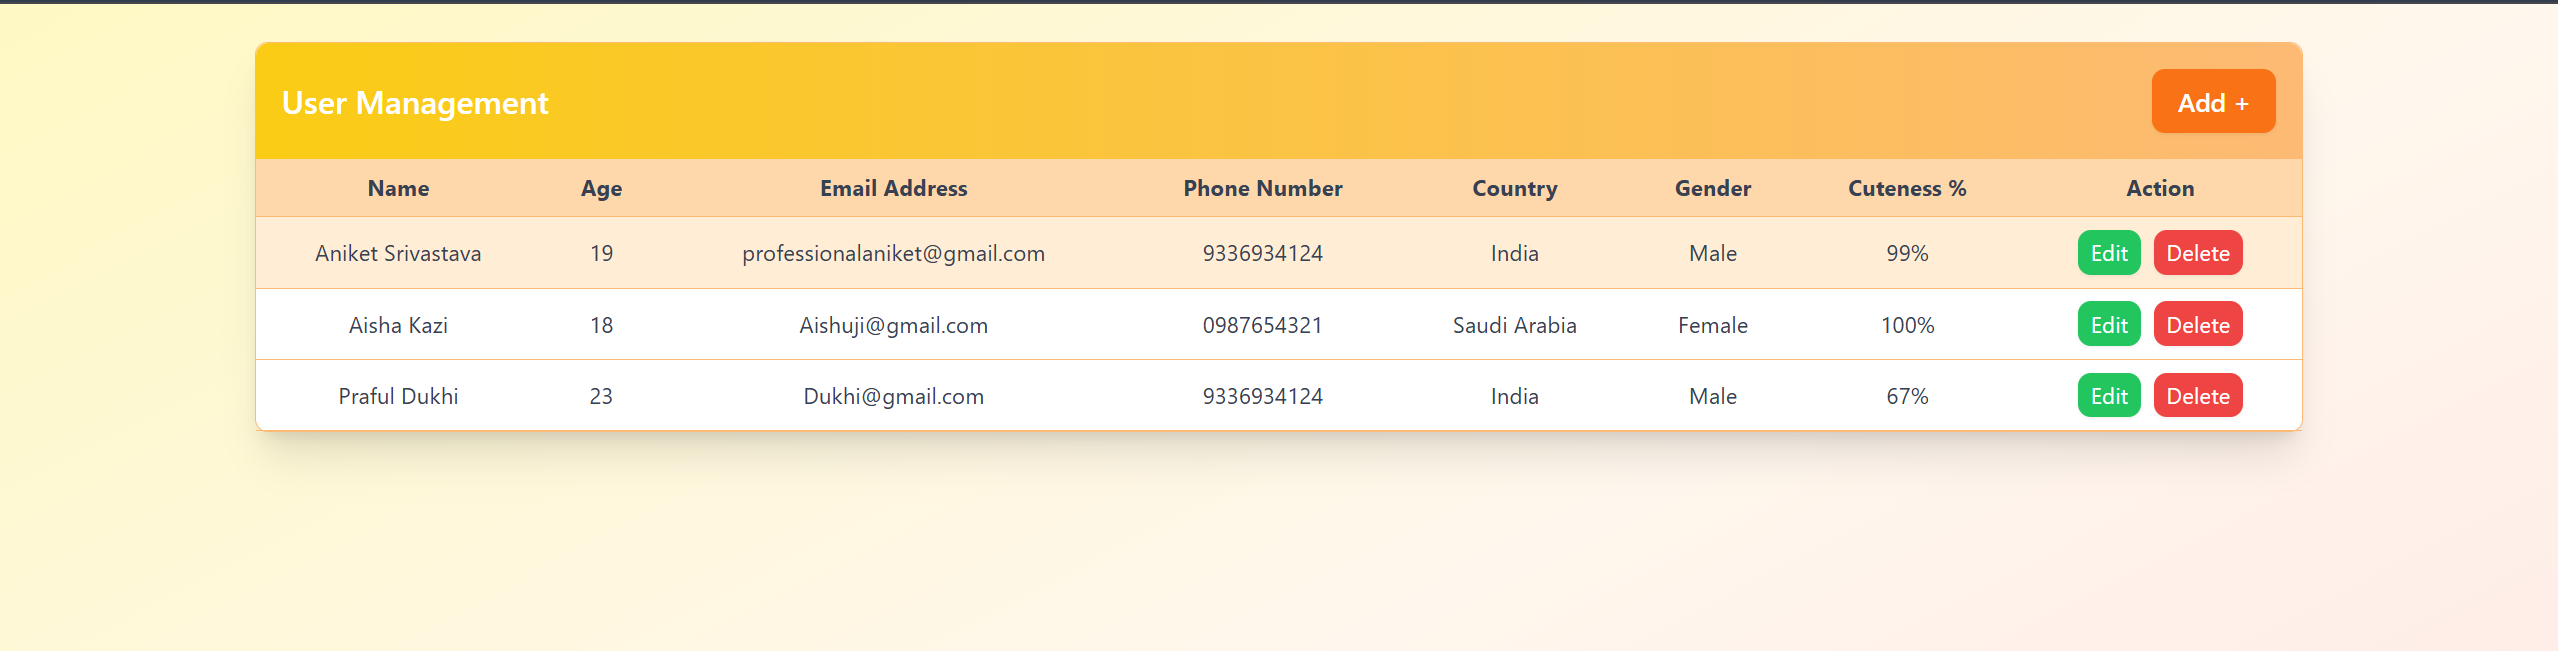 User Management Add +
Name Age Email Address Phone Number Country Gender Cuteness % Action
Aniket Srivastava 19 professionalaniket@gmail.com 9336934124 India Male 99% Edit Delete
Aisha Kazi 18 Aishuji@gmail.com 0987654321 Saudi Arabia Female 100% Edit Delete
Praful Dukhi 23 Dukhi@gmail.com 9336934124 India Male 67% Edit Delete